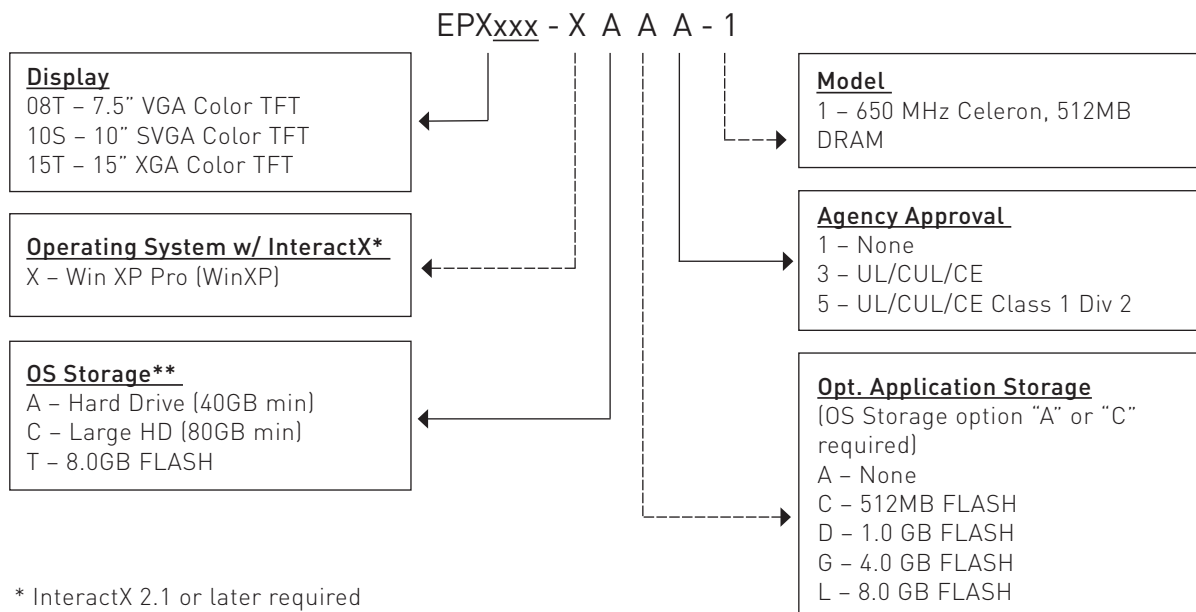 EPXxxx - X A A A - 1
Display
08T – 7.5” VGA Color TFT
10S – 10” SVGA Color TFT
15T – 15” XGA Color TFT
Operating System w/ InteractX*
X – Win XP Pro (WinXP)
OS Storage**
A – Hard Drive (40GB min)
C – Large HD (80GB min)
T – 8.0GB FLASH
* InteractX 2.1 or later required
Model
1 – 650 MHz Celeron, 512MB
DRAM
Agency Approval
1 – None
3 – UL/CUL/CE
5 – UL/CUL/CE Class 1 Div 2
Opt. Application Storage
(OS Storage option “A” or “C”
required)
A – None
C – 512MB FLASH
D – 1.0 GB FLASH
G – 4.0 GB FLASH
L – 8.0 GB FLASH